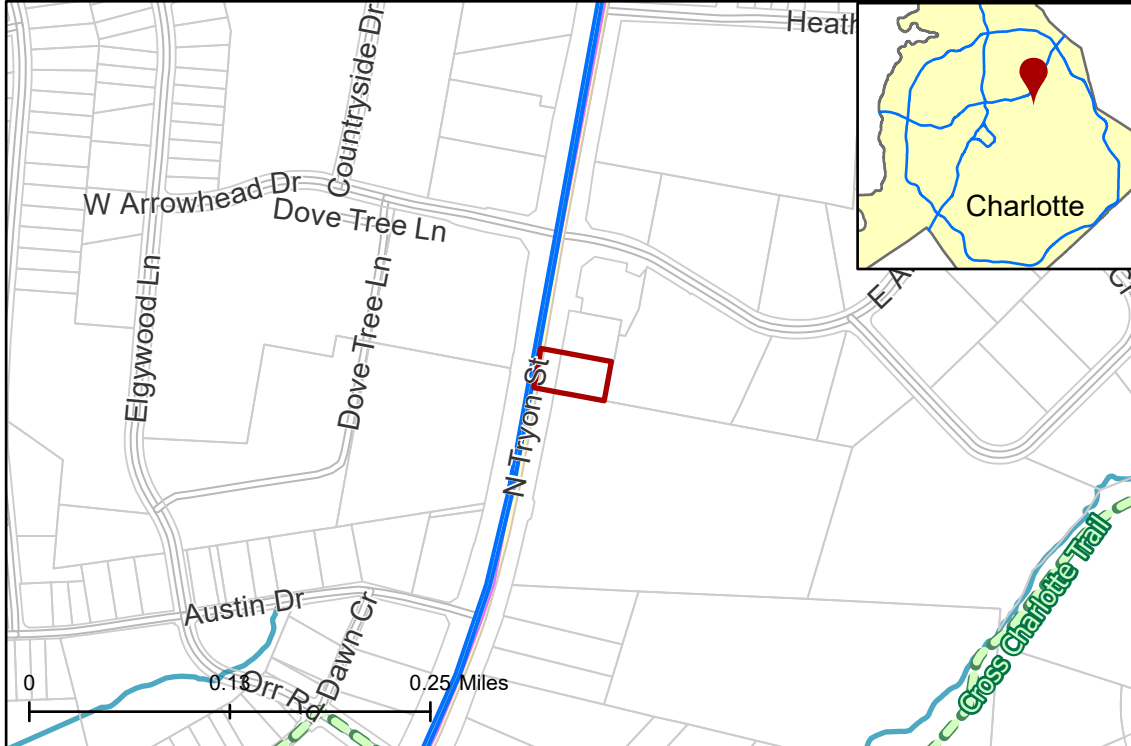 Heath
Countryside Dr
Charlotte
W Arrowhead Dr
Dove Tree Ln
E A
Elgywood Ln
Dove Tree Ln
N Tryon St
Cross Charlotte Trail
Austin Dr
Dawn Cr
Orr Rd
0
0.13
0.25 Miles